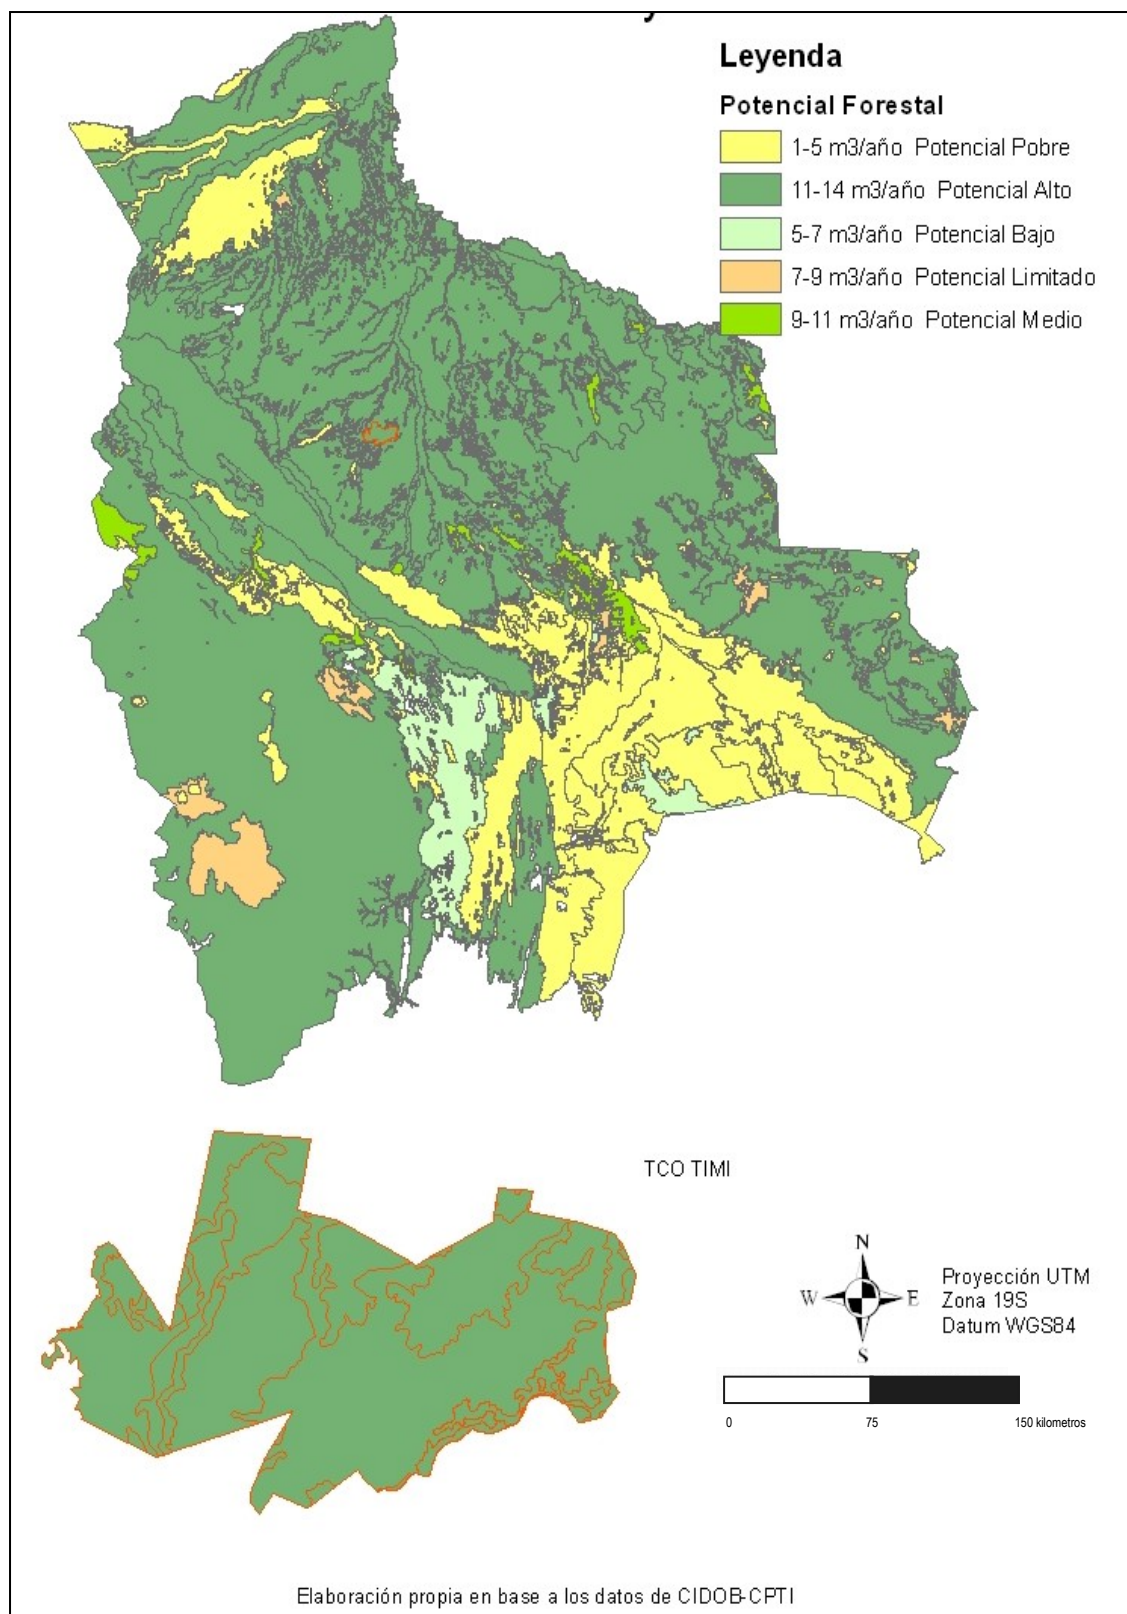 Leyenda
Potencial Forestal
1-5 m3/año Potencial Pobre
11-14 m3/año Potencial Alto
5-7 m3/año Potencial Bajo
7-9 m3/año Potencial Limitado
9-11 m3/año Potencial Medio
TCO TIMI
N
W E
S
Proyección UTM
Zona 19S
Datum WGS84
0 75 150 kilometros
Elaboración propia en base a los datos de CIDOB-CPTI